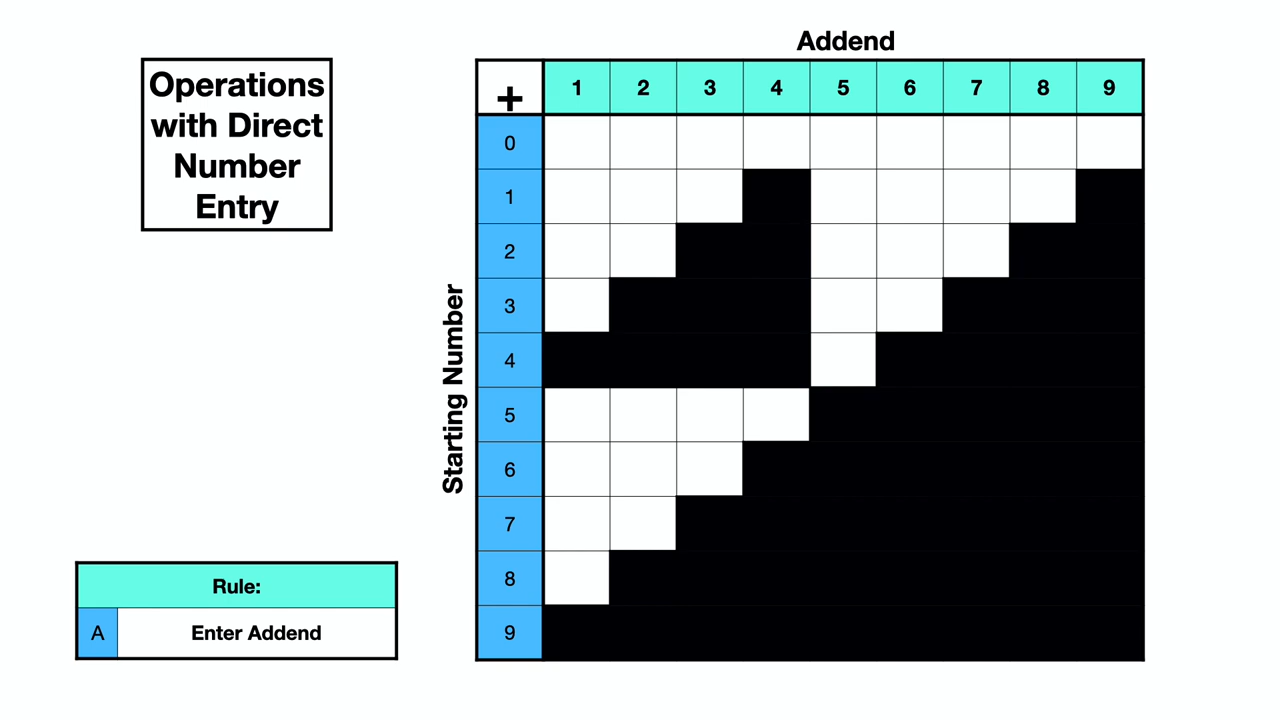 Operations
with Direct
Number
Entry
Addend
+ 1 2 3 4 5 6 7 8 9
Starting Number
0
1
2
3
4
5
6
7
8
9
Rule:
A Enter Addend